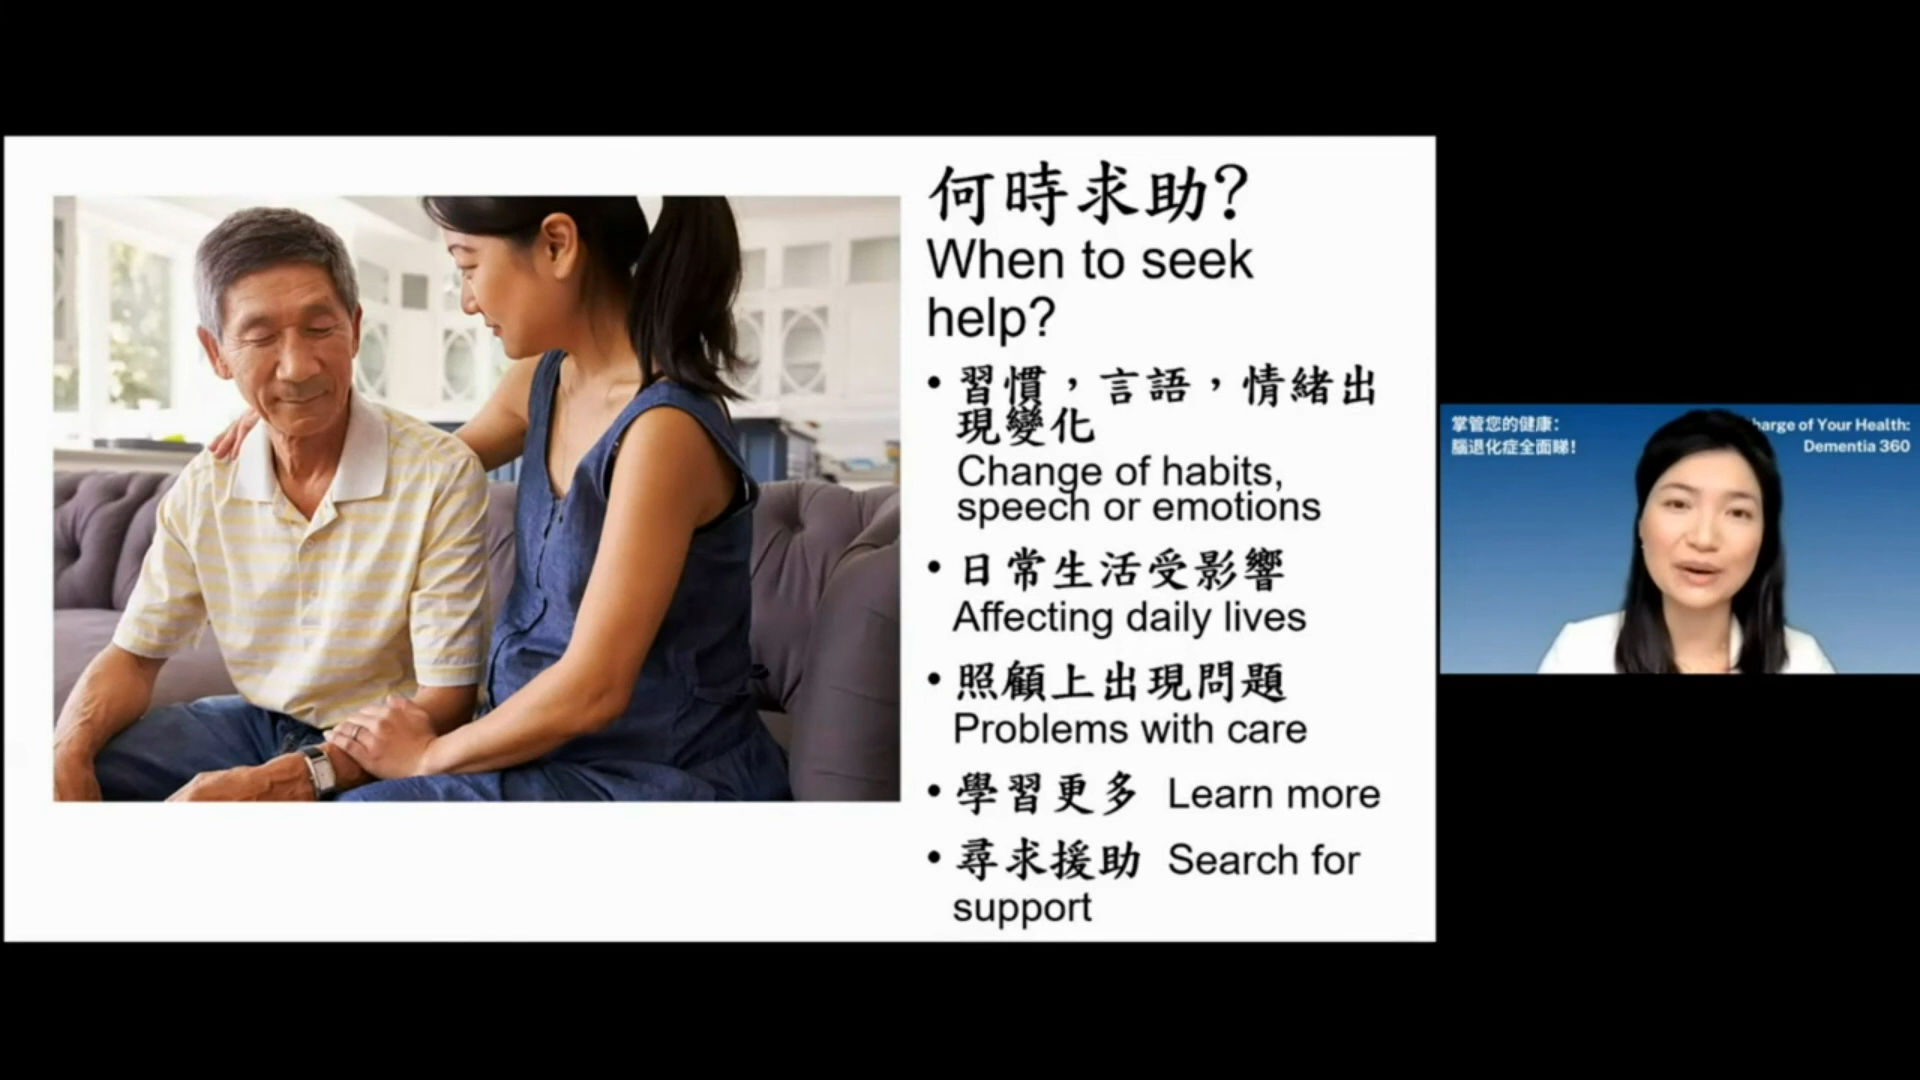 何時求助?
When to seek
help?
• 習慣，言語，情緒出
現變化
Change of habits,
speech or emotions
• 日常生活受影響
Affecting daily lives
• 照顧上出現問題
Problems with care
• 學習更多 Learn more
• 尋求援助 Search for
support
掌管您的健康：
腦退化症全面睇！
of Your Health:
Dementia 360